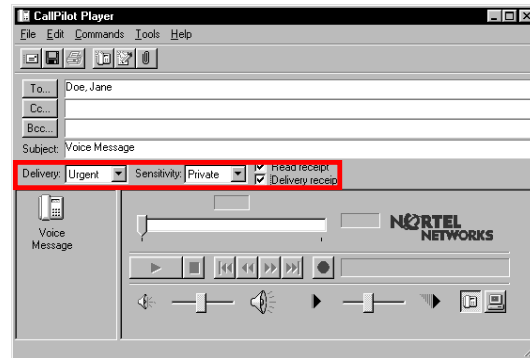 CallPilot Player
File Edit Commands Tools Help
To... Doe, Jane
Cc...
Bcc...
Subject: Voice Message
Delivery: Urgent Sensitivity: Private Read receipt
Delivery receip
Voice
Message
NORTEL
NETWORKS